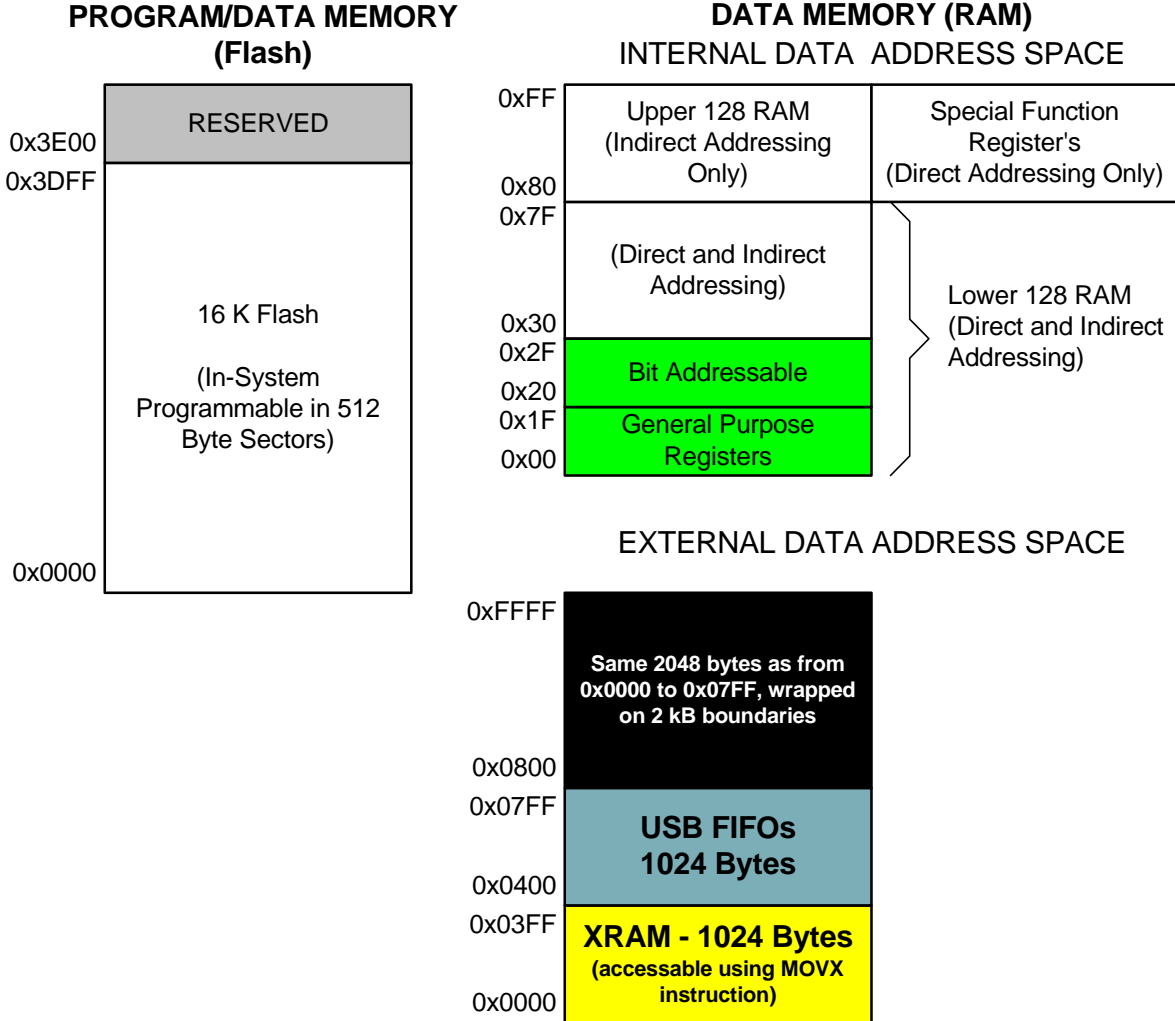 PROGRAM/DATA MEMORY
(Flash)
RESERVED
0x3E00
0x3DFF
16 K Flash
(In-System
Programmable in 512
Byte Sectors)
0x0000
DATA MEMORY (RAM)
INTERNAL DATA ADDRESS SPACE
0xFF
Upper 128 RAM
(Indirect Addressing
Only)
0x80
Special Function
Register's
(Direct Addressing Only)
0x7F
(Direct and Indirect
Addressing)
0x30
Lower 128 RAM
(Direct and Indirect
Addressing)
0x2F
Bit Addressable
0x20
0x1F
General Purpose
Registers
0x00
EXTERNAL DATA ADDRESS SPACE
0xFFFF
Same 2048 bytes as from
0x0000 to 0x07FF, wrapped
on 2 kB boundaries
0x0800
0x07FF
USB FIFOs
1024 Bytes
0x0400
0x03FF
XRAM - 1024 Bytes
(accessable using MOVX
instruction)
0x0000